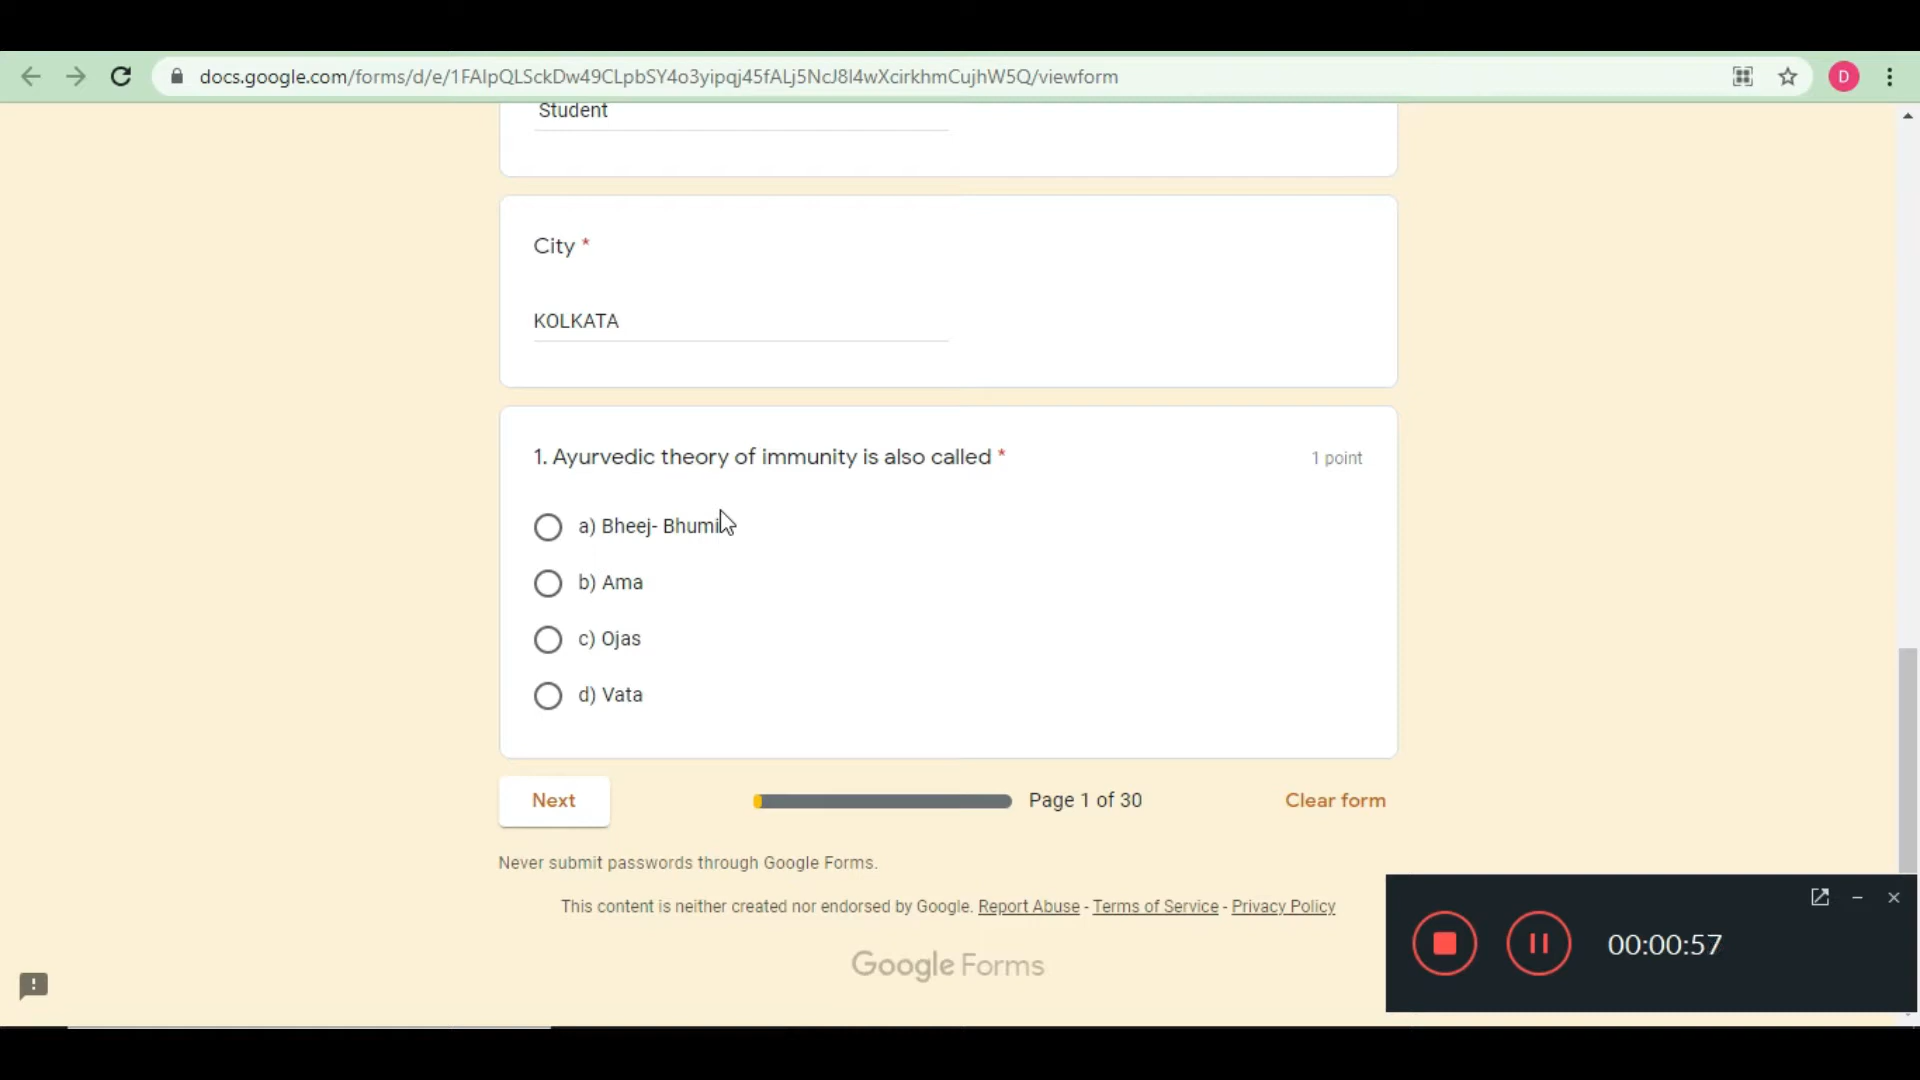 docs.google.com/forms/d/e/1FAIpQLSckDw49CLpbSY4o3yipqj45fALj5NcJ8I4wXcirkhmCujhW5Q/viewform
D
Student
City *
KOLKATA
1. Ayurvedic theory of immunity is also called *
1 point
a) Bheej- Bhumi
b) Ama
c) Ojas
d) Vata
Next
Page 1 of 30
Clear form
Never submit passwords through Google Forms.
This content is neither created nor endorsed by Google. Report Abuse - Terms of Service - Privacy Policy
Google Forms
00:00:57